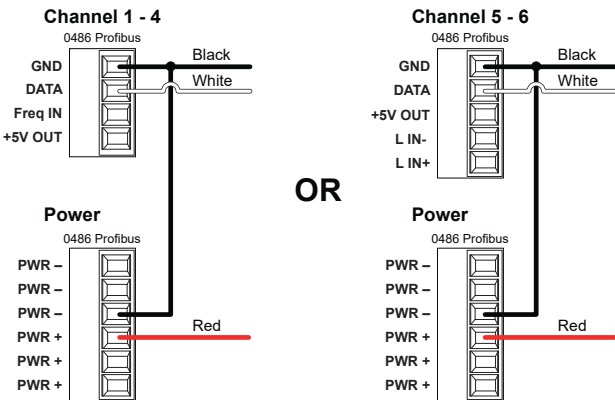 Channel 1 - 4
0486 Profibus
GND
DATA
Freq IN
+5V OUT
Black
White
Power
0486 Profibus
PWR –
PWR –
PWR –
PWR +
PWR +
PWR +
Red
OR
Channel 5 - 6
0486 Profibus
GND
DATA
+5V OUT
L IN-
L IN+
Black
White
Power
0486 Profibus
PWR –
PWR –
PWR –
PWR +
PWR +
PWR +
Red